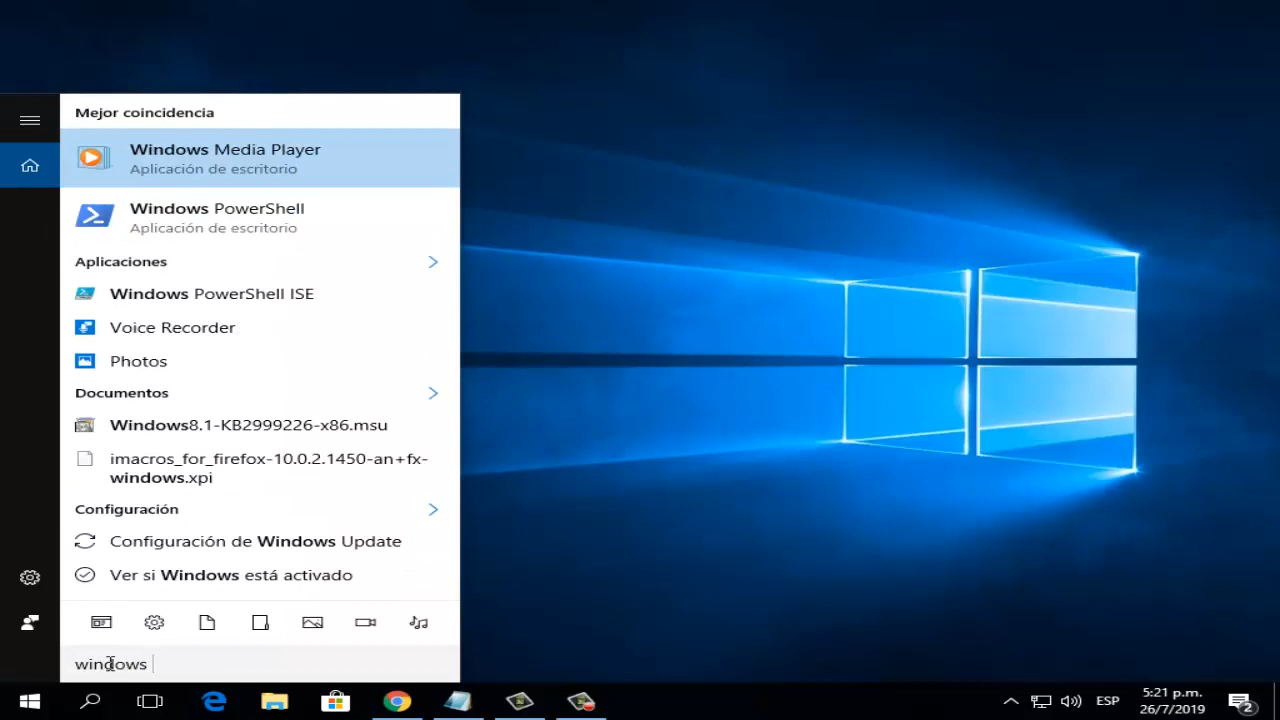 Mejor coincidencia
Windows Media Player
Aplicación de escritorio
Windows PowerShell
Aplicación de escritorio
Aplicaciones
Windows PowerShell ISE
Voice Recorder
Photos
Documentos
Windows8.1-KB2999226-x86.msu
imacros_for_firefox-10.0.2.1450-an+fx-
windows.xpi
Configuración
Configuración de Windows Update
Ver si Windows está activado
windows
ESP
5:21 p.m.
26/7/2019
2